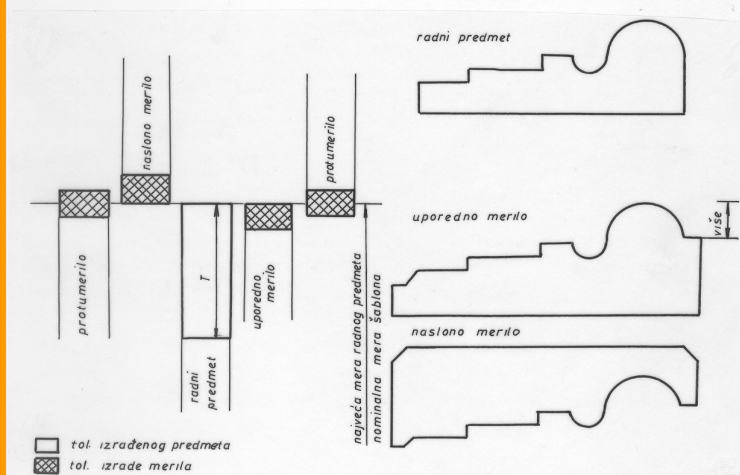 radni predmet
naslono merilo
protumerilo
uporedno merilo
više
protumerilo
T
uporedno
merilo
radni
predmet
najveća mera radnog predmeta
nominalna mera šablona
naslono merilo
tol. izrađenog predmeta
tol. izrade merila